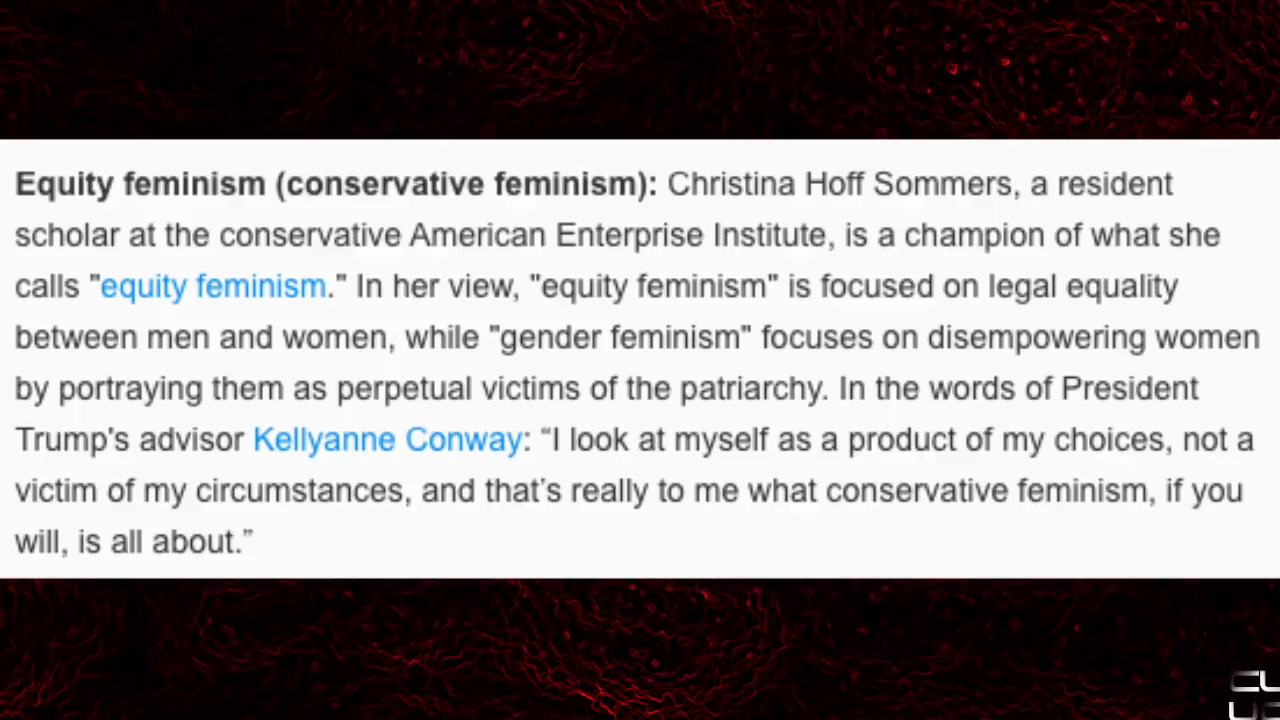 Equity feminism (conservative feminism): Christina Hoff Sommers, a resident
scholar at the conservative American Enterprise Institute, is a champion of what she
calls "equity feminism." In her view, "equity feminism" is focused on legal equality
between men and women, while "gender feminism" focuses on disempowering women
by portraying them as perpetual victims of the patriarchy. In the words of President
Trump's advisor Kellyanne Conway: “I look at myself as a product of my choices, not a
victim of my circumstances, and that’s really to me what conservative feminism, if you
will, is all about.”